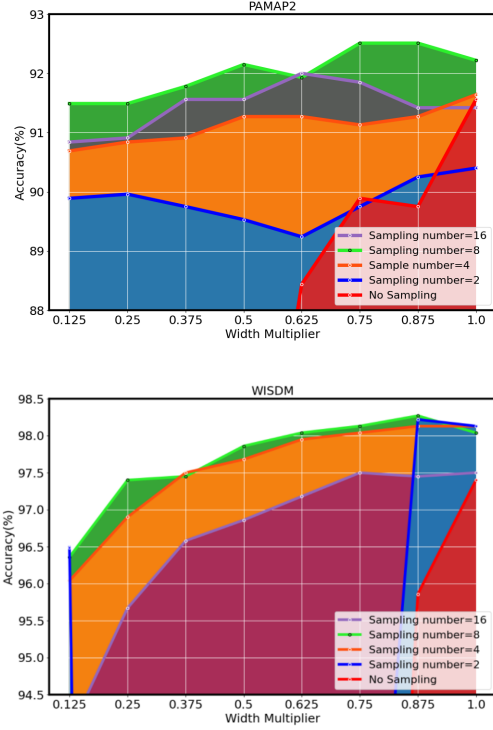 PAMAP2
93
92
91
90
89
88
Accuracy(%)
Sampling number=16
Sampling number=8
Sample number=4
Sampling number=2
No Sampling
0.125 0.25 0.375 0.5 0.625 0.75 0.875 1.0
Width Multiplier
WISDM
98.5
98.0
97.5
97.0
96.5
96.0
95.5
95.0
94.5
Accuracy(%)
Sampling number=16
Sampling number=8
Sampling number=4
Sampling number=2
No Sampling
0.125 0.25 0.375 0.5 0.625 0.75 0.875 1.0
Width Multiplier